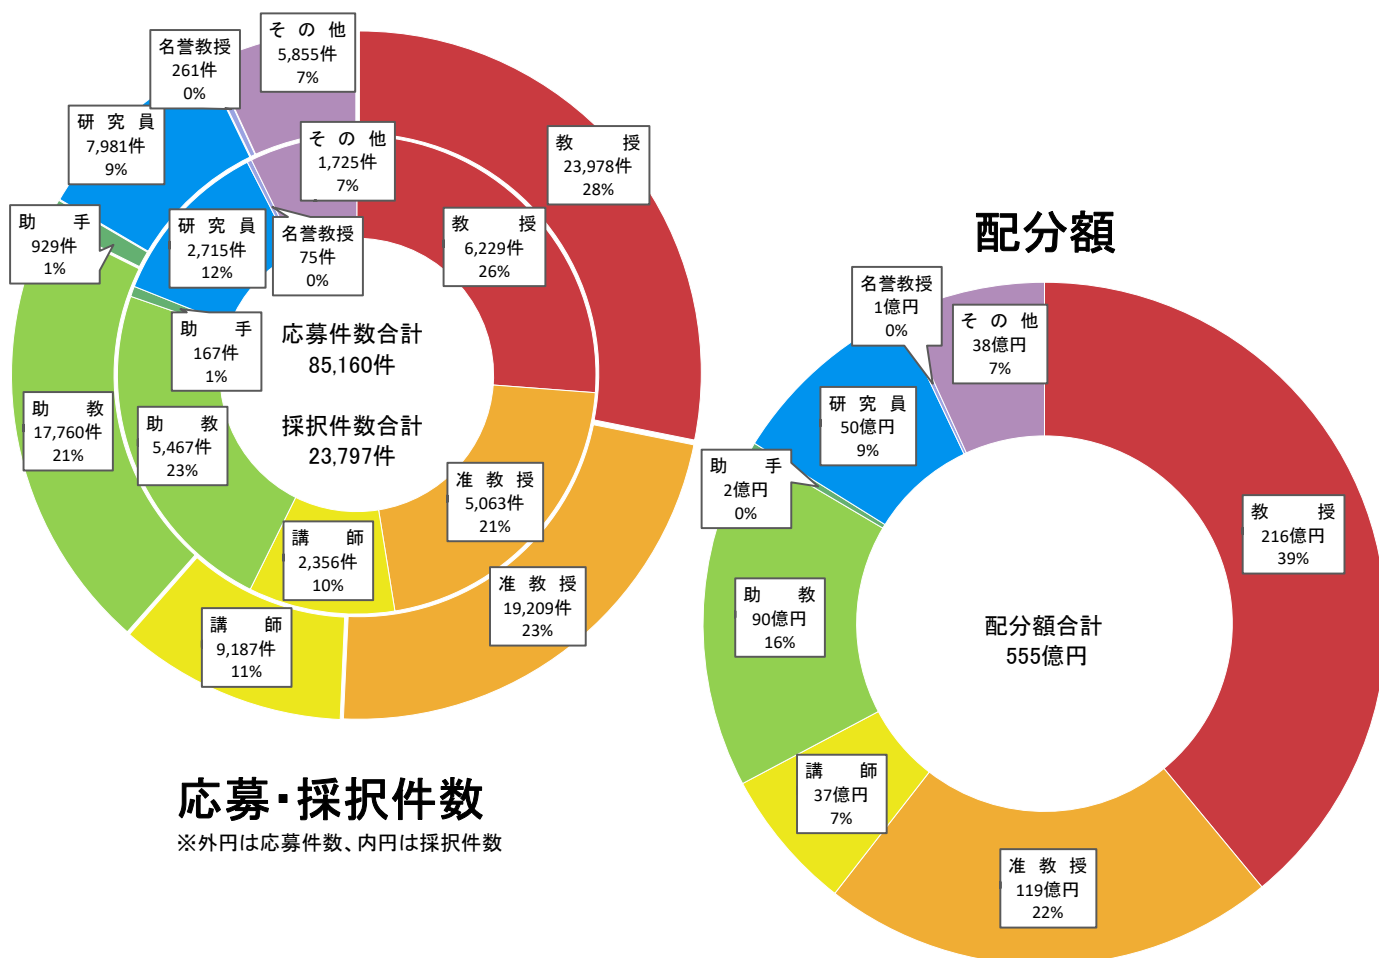 その他
5,855件
7%
名誉教授
261件
0%
研究員
7,981件
9%
教授
23,978件
28%
その他
1,725件
7%
助手
929件
1%
研究員
2,715件
12%
名誉教授
75件
0%
教授
6,229件
26%
助手
167件
1%
応募件数合計
85,160件
採択件数合計
23,797件
助教
17,760件
21%
助教
5,467件
23%
准教授
5,063件
21%
講師
2,356件
10%
准教授
19,209件
23%
講師
9,187件
11%
応募・採択件数
※外円は応募件数、内円は採択件数
配分額
名誉教授
1億円
0%
その他
38億円
7%
研究員
50億円
9%
助手
2億円
0%
教授
216億円
39%
助教
90億円
16%
配分額合計
555億円
講師
37億円
7%
准教授
119億円
22%